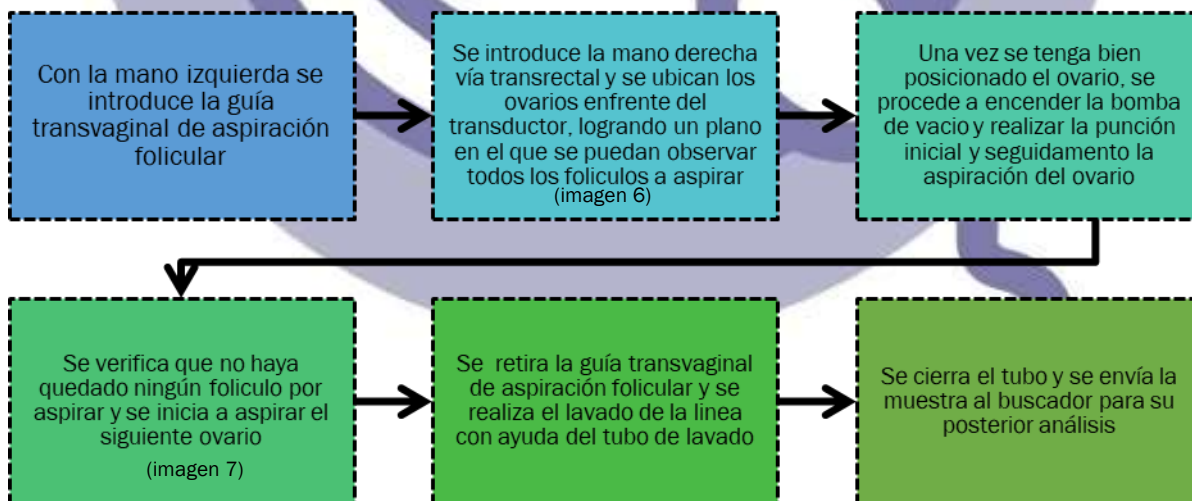 Con la mano izquierda se
introduce la guía
transvaginal de aspiración
folicular
Se introduce la mano derecha
vía transrectal y se ubican los
ovarios enfrente del
transductor, logrando un plano
en el que se puedan observar
todos los foliculos a aspirar
(imagen 6)
Una vez se tenga bien
posicionado el ovario, se
procede a encender la bomba
de vacio y realizar la punción
inicial y seguidamento la
aspiración del ovario
Se verifica que no haya
quedado ningún foliculo por
aspirar y se inicia a aspirar el
siguiente ovario
(imagen 7)
Se retira la guía transvaginal
de aspiración folicular y se
realiza el lavado de la linea
con ayuda del tubo de lavado
Se cierra el tubo y se envía la
muestra al buscador para su
posterior análisis